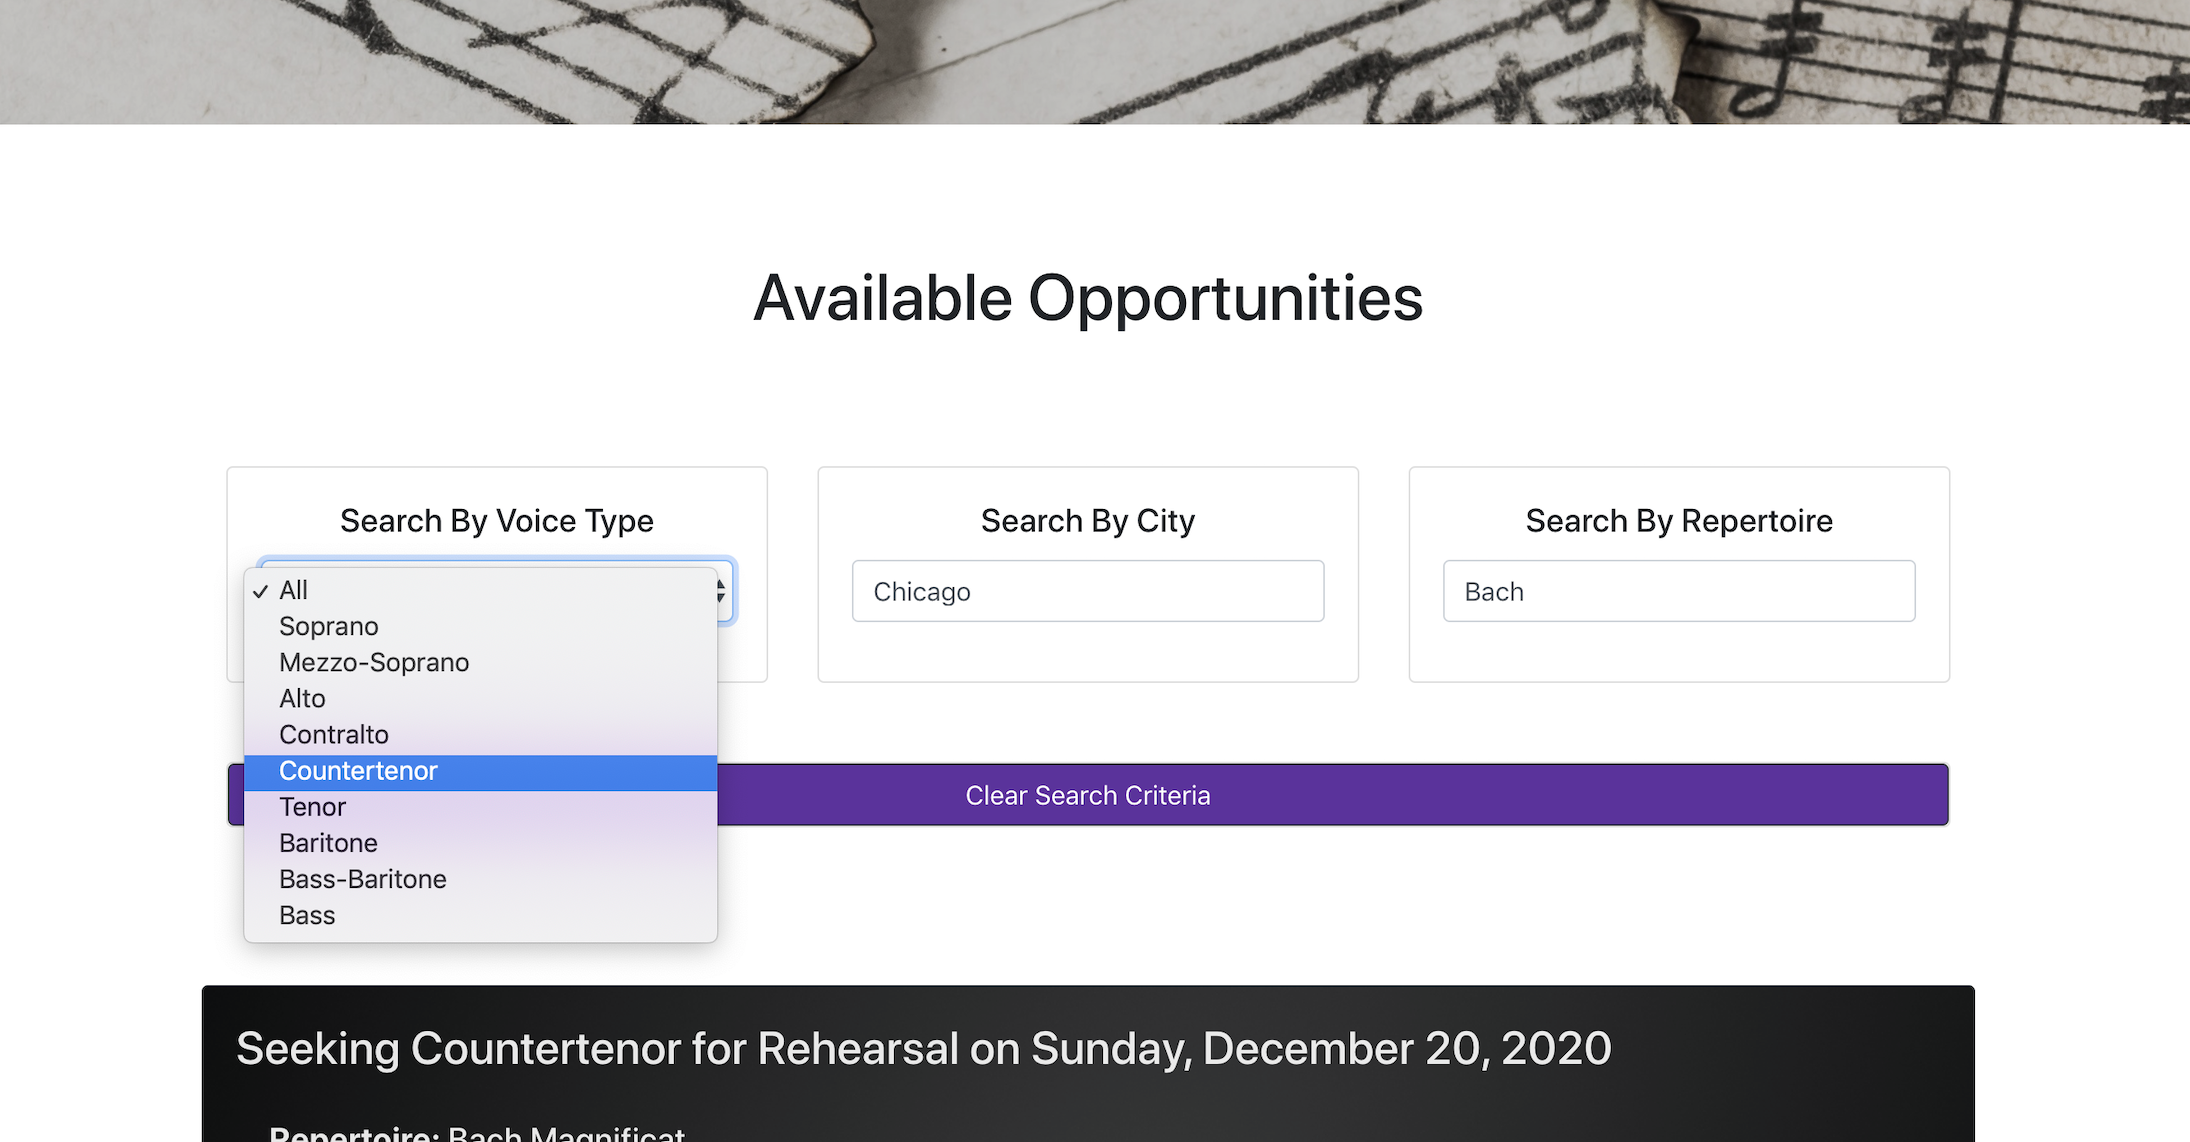 Available Opportunities
Search By Voice Type
Search By City
Search By Repertoire
Chicago
Bach
✓ All
Soprano
Mezzo-Soprano
Alto
Contralto
Countertenor
Tenor
Baritone
Bass-Baritone
Bass
Clear Search Criteria
Seeking Countertenor for Rehearsal on Sunday, December 20, 2020
Repertoire: Bach Magnificat